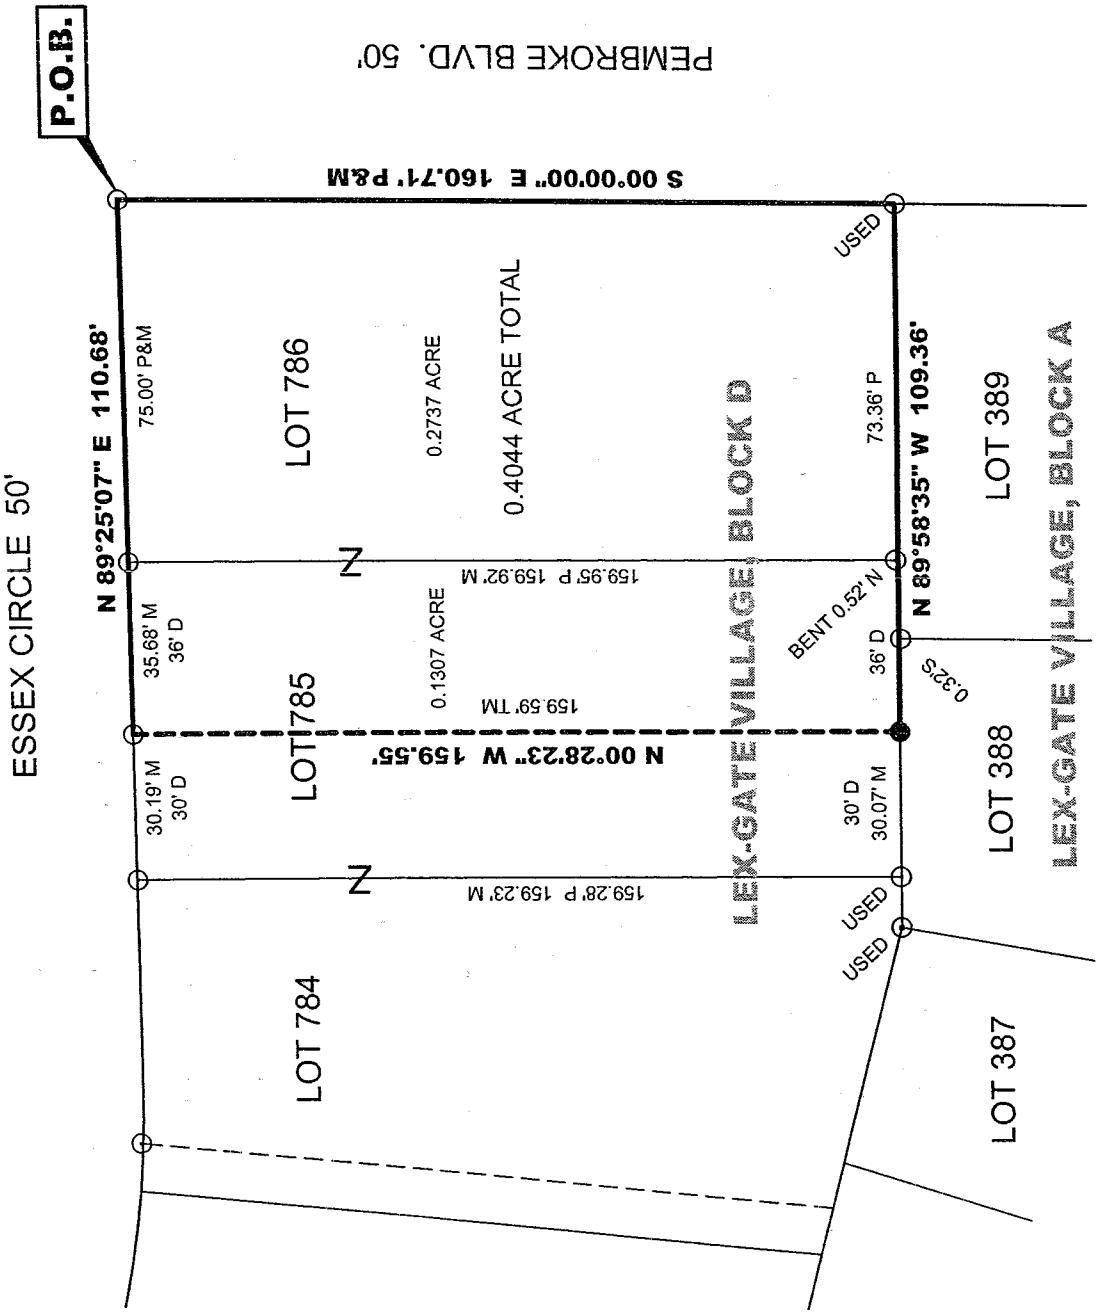 P.O.B.
PEMBROKE BLVD. 50'
ESSEX CIRCLE 50'
S 00°00'00" E 160.71' P&M
N 89°25'07" E 110.68'
75.00' P&M
35.68' M
36' D
30.19' M
30' D
LOT 786
0.2737 ACRE
0.4044 ACRE TOTAL
159.95' P 159.92' M
Z
LOT 785
0.1307 ACRE
159.59' TM
N 00°28'23" W 159.55'
Z
159.28' P 159.23' M
LOT 784
LEX-GATE VILLAGE, BLOCK D
USED
73.36' P
BENT 0.52' N
36' D
0.32'S
30' D
30.07' M
USED
USED
N 89°58'35" W 109.36'
LOT 389
LOT 388
LOT 387
LEX-GATE VILLAGE, BLOCK A